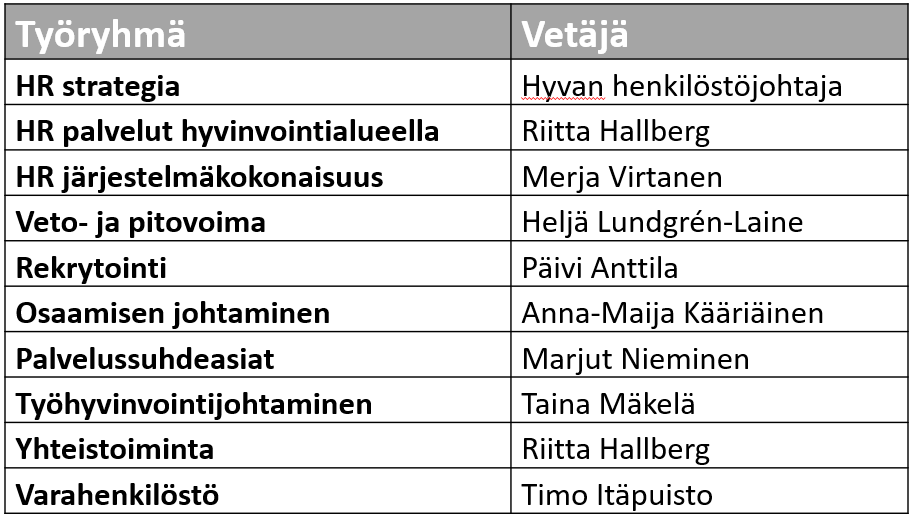 Työryhmä Vetäjä
HR strategia Hyvan henkilöstöjohtaja
HR palvelut hyvinvointialueella Riitta Hallberg
HR järjestelmäkokonaisuus Merja Virtanen
Veto- ja pitovoima Heljä Lundgrén-Laine
Rekrytointi Päivi Anttila
Osaamisen johtaminen Anna-Maija Kääriäinen
Palvelussuhdeasiat Marjut Nieminen
Työhyvinvointijohtaminen Taina Mäkelä
Yhteistoiminta Riitta Hallberg
Varahenkilöstö Timo Itäpuisto